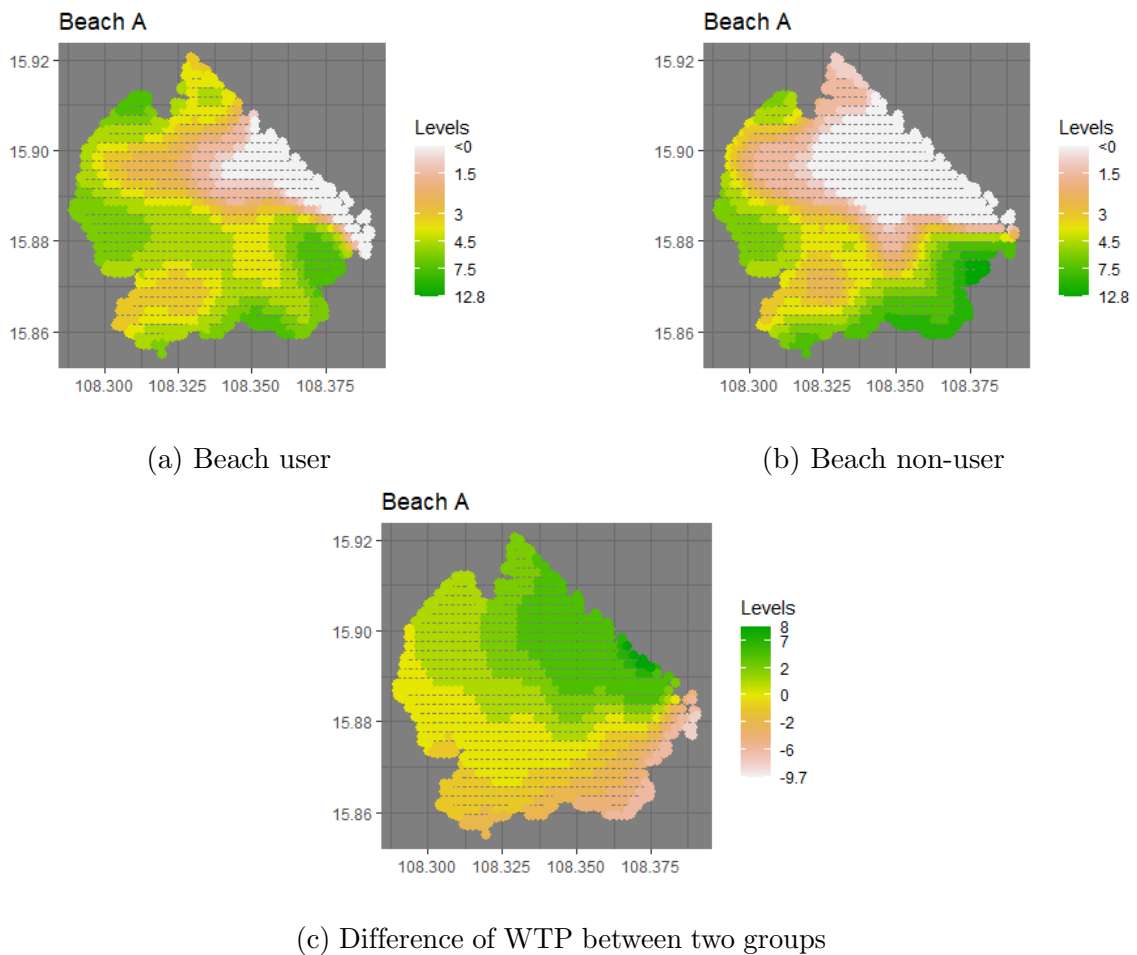 Beach A
15.92
15.90
15.88
15.86
108.300 108.325 108.350 108.375
Levels
<0
1.5
3
4.5
7.5
12.8
(a) Beach user
Beach A
15.92
15.90
15.88
15.86
108.300 108.325 108.350 108.375
Levels
<0
1.5
3
4.5
7.5
12.8
(b) Beach non-user
Beach A
15.92
15.90
15.88
15.86
108.300 108.325 108.350 108.375
Levels
8
7
2
0
-2
-6
-9.7
(c) Difference of WTP between two groups